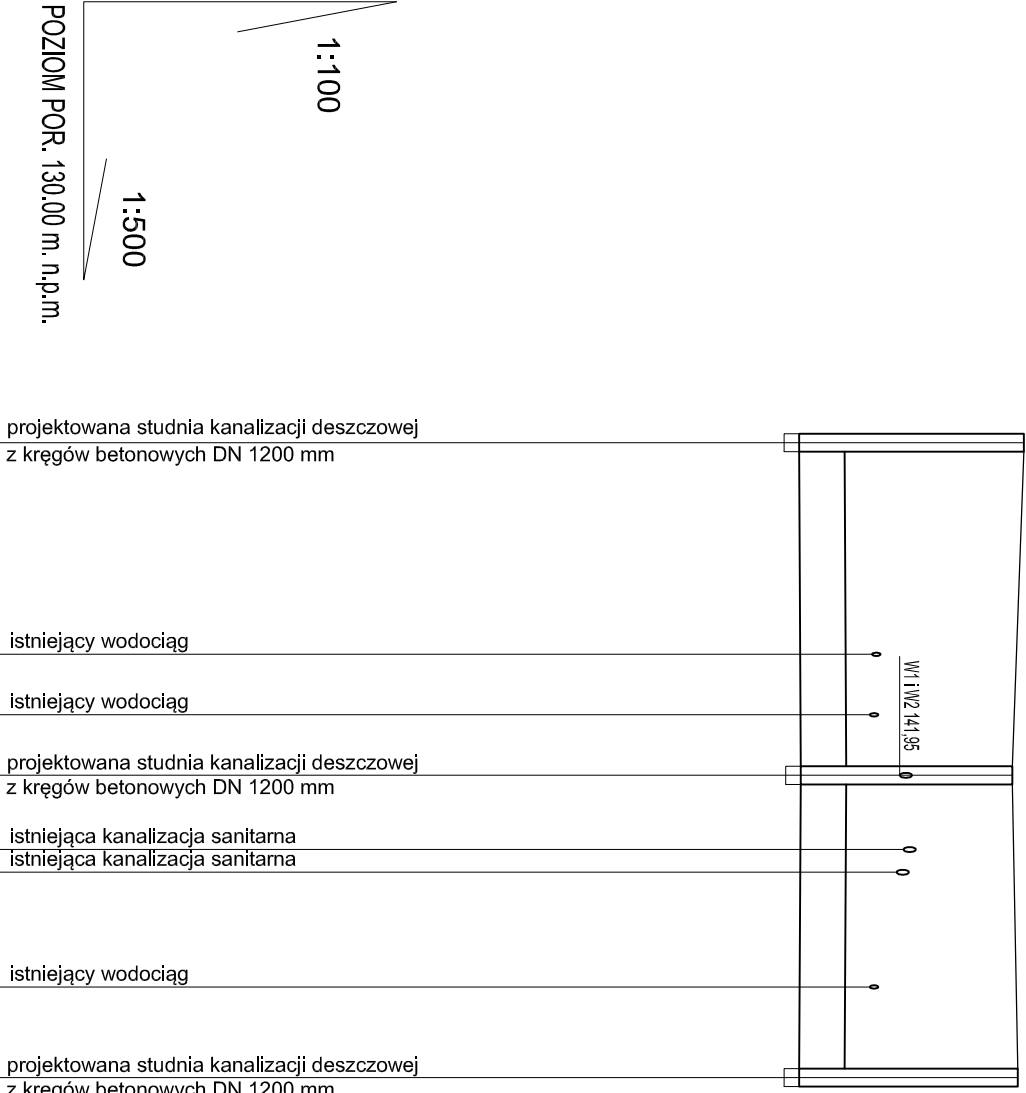 1:100
1:500
POZIOM POR. 130.00 m. n.p.m.
projektowana studnia kanalizacji deszczowej
z kręgów betonowych DN 1200 mm
istniejący wodociąg
W1 i W2 141,95
istniejący wodociąg
projektowana studnia kanalizacji deszczowej
z kręgów betonowych DN 1200 mm
istniejąca kanalizacja sanitarna
istniejąca kanalizacja sanitarna
istniejący wodociąg
projektowana studnia kanalizacji deszczowej
z kręgów betonowych DN 1200 mm